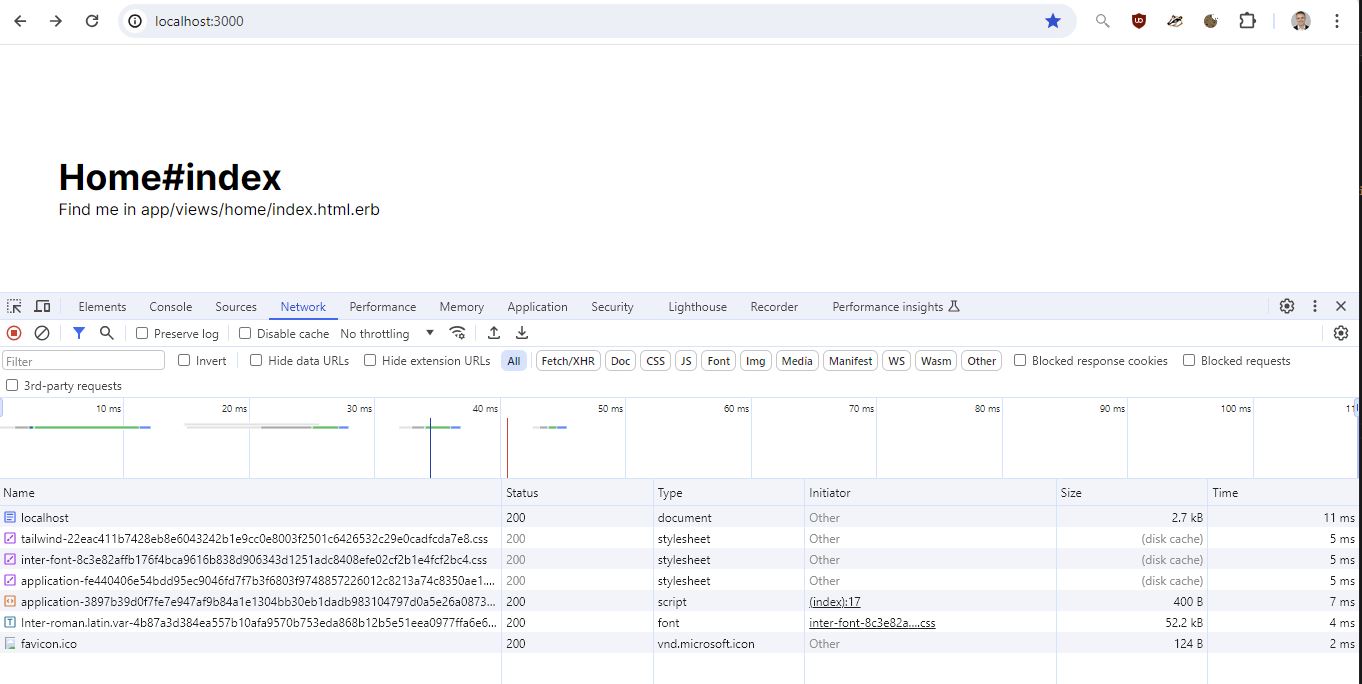 localhost:3000
Home#index
Find me in app/views/home/index.html.erb
Elements Console Sources Network Performance Memory Application Security Lighthouse Recorder Performance insights
Preserve log Disable cache No throttling
Filter Invert Hide data URLs Hide extension URLs All Fetch/XHR Doc CSS JS Font Img Media Manifest WS Wasm Other Blocked response cookies Blocked requests
3rd-party requests
10 ms 20 ms 30 ms 40 ms 50 ms 60 ms 70 ms 80 ms 90 ms 100 ms 11
Name Status Type Initiator Size Time
localhost 200 document Other 2.7 kB 11 ms
tailwind-22eac411b7428eb8e6043242b1e9cc0e8003f2501c6426532c29e0cadfcda7e8.css 200 stylesheet Other (disk cache) 5 ms
inter-font-8c3e82affb176f4bca9616b838d906343d1251adc8408efe02cf2b1e4fcf2bc4.css 200 stylesheet Other (disk cache) 5 ms
application-fe440406e54bdd95ec9046fd7f7b3f6803f9748857226012c8213a74c8350ae1.... 200 stylesheet Other (disk cache) 5 ms
application-3897b39d0f7fe7e947af9b84a1e1304bb30eb1dadb983104797d0a5e26a0873... 200 script (index):17 400 B 7 ms
Inter-roman.latin.var-4b87a3d384ea557b10afa9570b753eda868b12b5e51eea0977ffa6e6... 200 font inter-font-8c3e82a....css 52.2 kB 4 ms
favicon.ico 200 vnd.microsoft.icon Other 124 B 2 ms